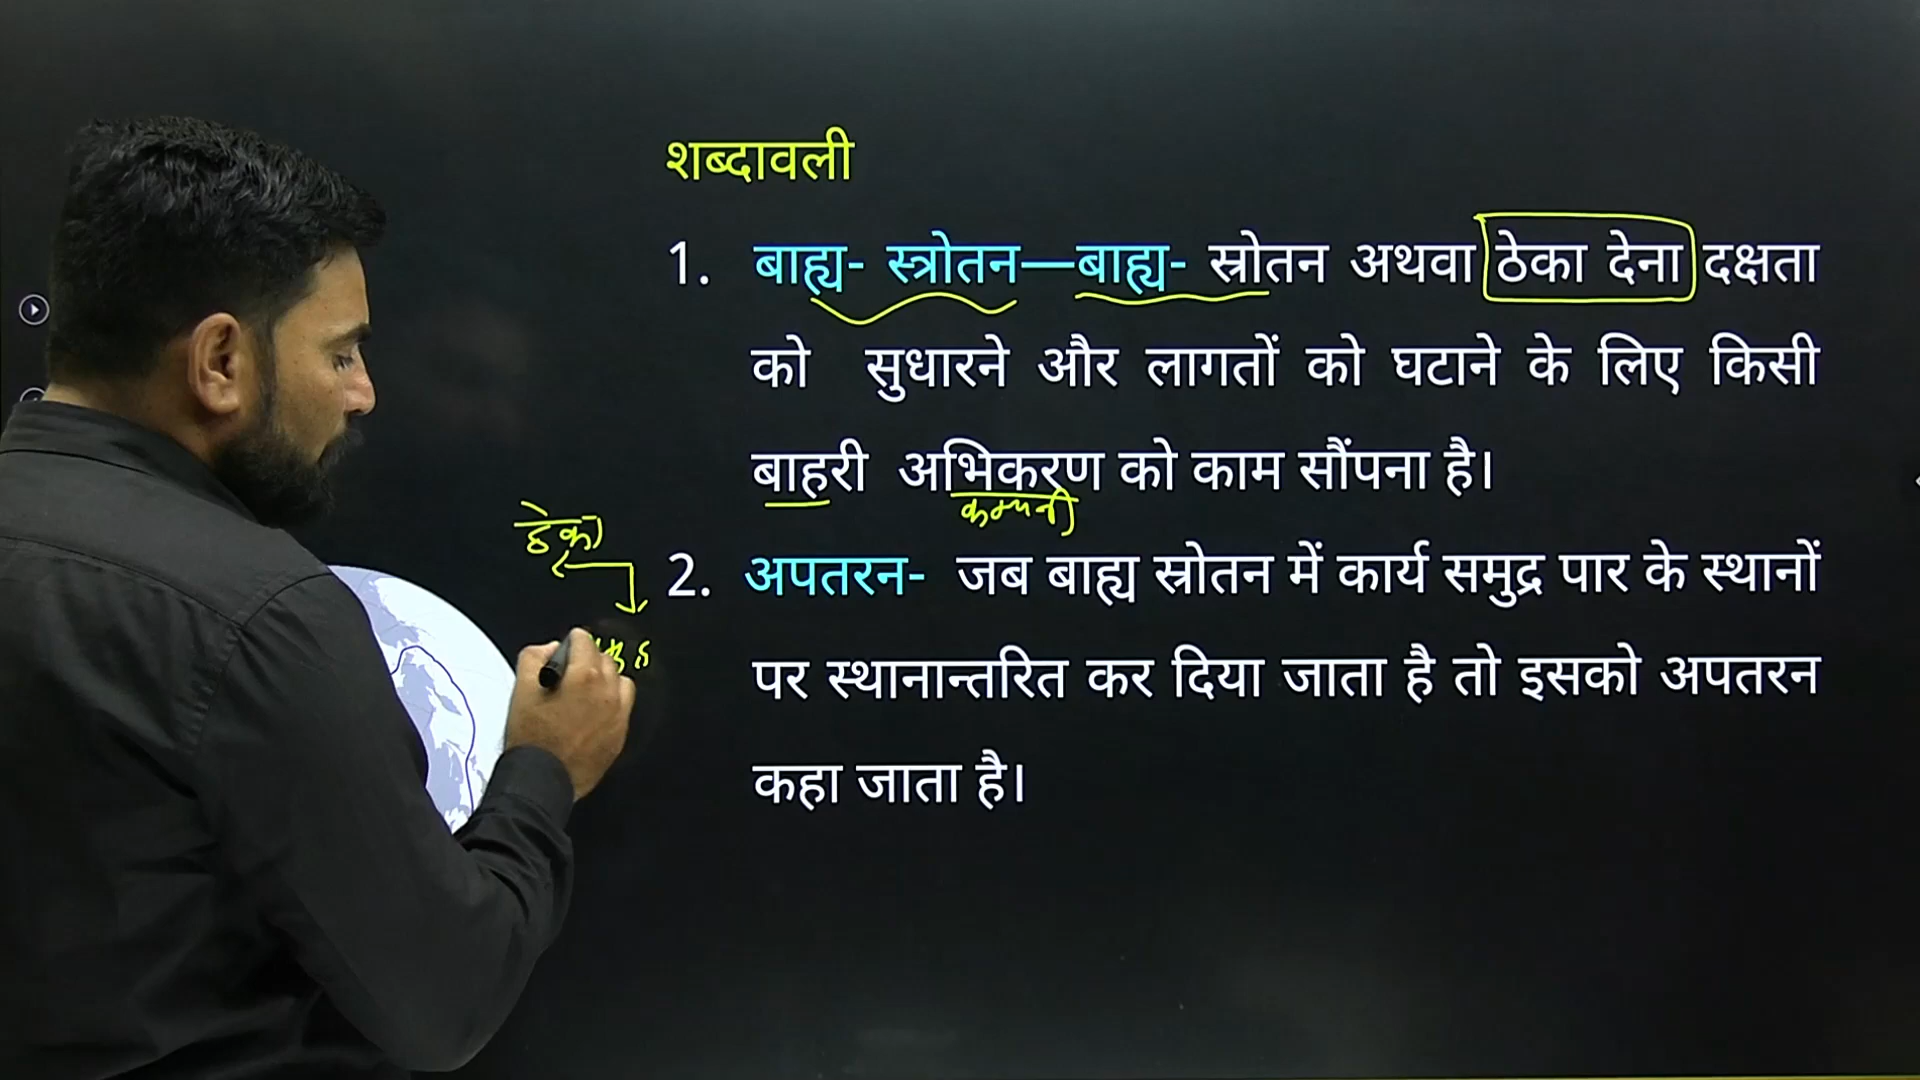 शब्दावली
1. बाह्य- स्त्रोतन—बाह्य- स्रोतन अथवा ठेका देना दक्षता
को सुधारने और लागतों को घटाने के लिए किसी
बाहरी अभिकरण को काम सौंपना है।
कम्पनी
ठेका
2. अपतरन- जब बाह्य स्रोतन में कार्य समुद्र पार के स्थानों
पर स्थानान्तरित कर दिया जाता है तो इसको अपतरन
कहा जाता है।